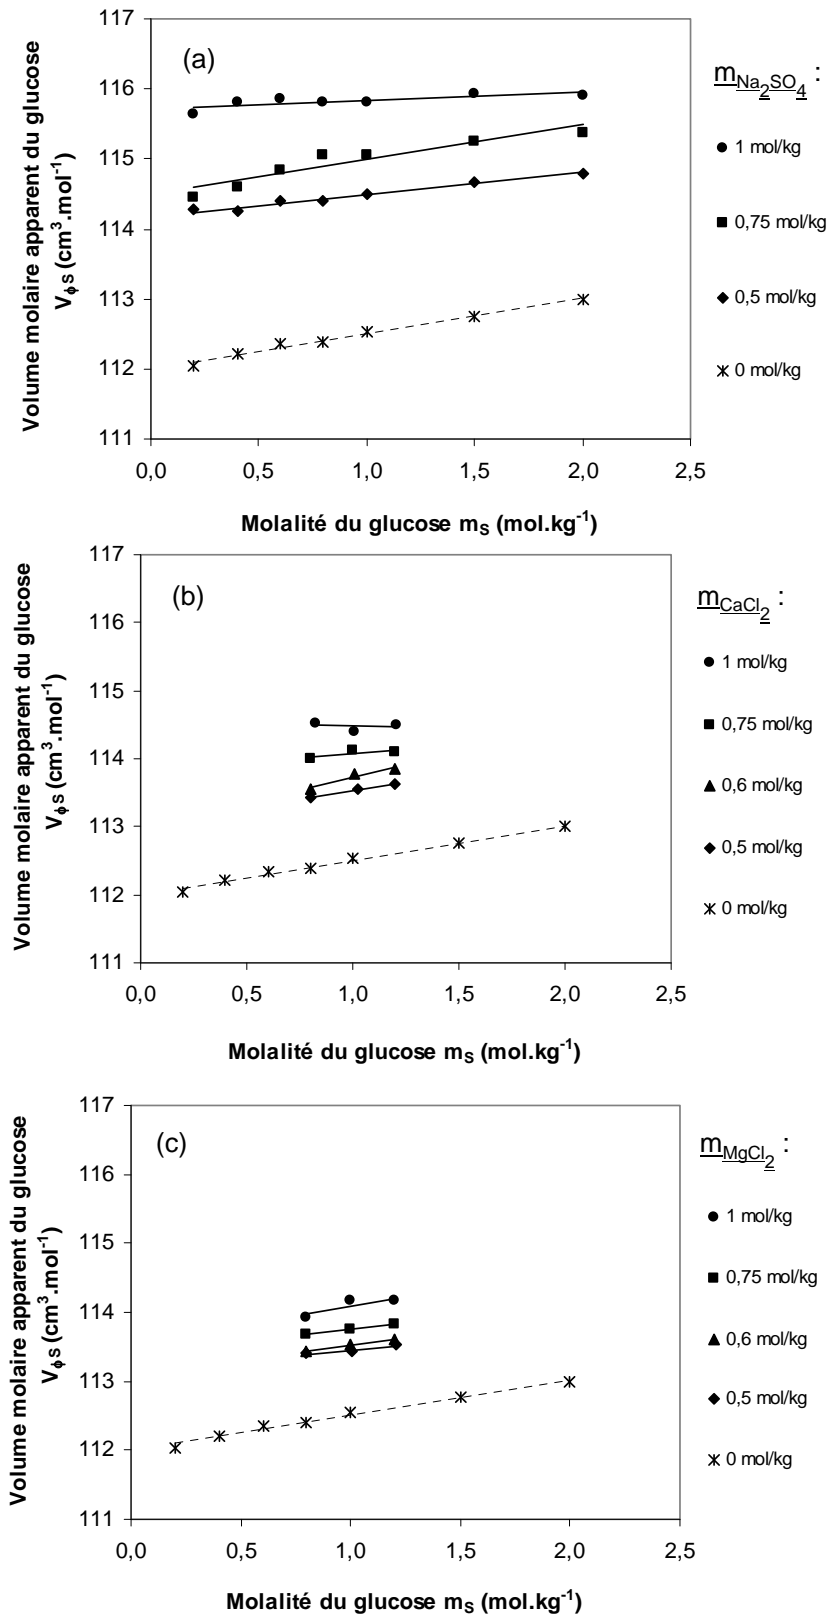 (a)
Volume molaire apparent du glucose
VϕS (cm³.mol⁻¹)
117
116
115
114
113
112
111
0,0 0,5 1,0 1,5 2,0 2,5
Molalité du glucose mS (mol.kg⁻¹)
mNa2SO4 :
1 mol/kg
0,75 mol/kg
0,5 mol/kg
0 mol/kg
(b)
Volume molaire apparent du glucose
VϕS (cm³.mol⁻¹)
117
116
115
114
113
112
111
0,0 0,5 1,0 1,5 2,0 2,5
Molalité du glucose mS (mol.kg⁻¹)
mCaCl2 :
1 mol/kg
0,75 mol/kg
0,6 mol/kg
0,5 mol/kg
0 mol/kg
(c)
Volume molaire apparent du glucose
VϕS (cm³.mol⁻¹)
117
116
115
114
113
112
111
0,0 0,5 1,0 1,5 2,0 2,5
Molalité du glucose mS (mol.kg⁻¹)
mMgCl2 :
1 mol/kg
0,75 mol/kg
0,6 mol/kg
0,5 mol/kg
0 mol/kg